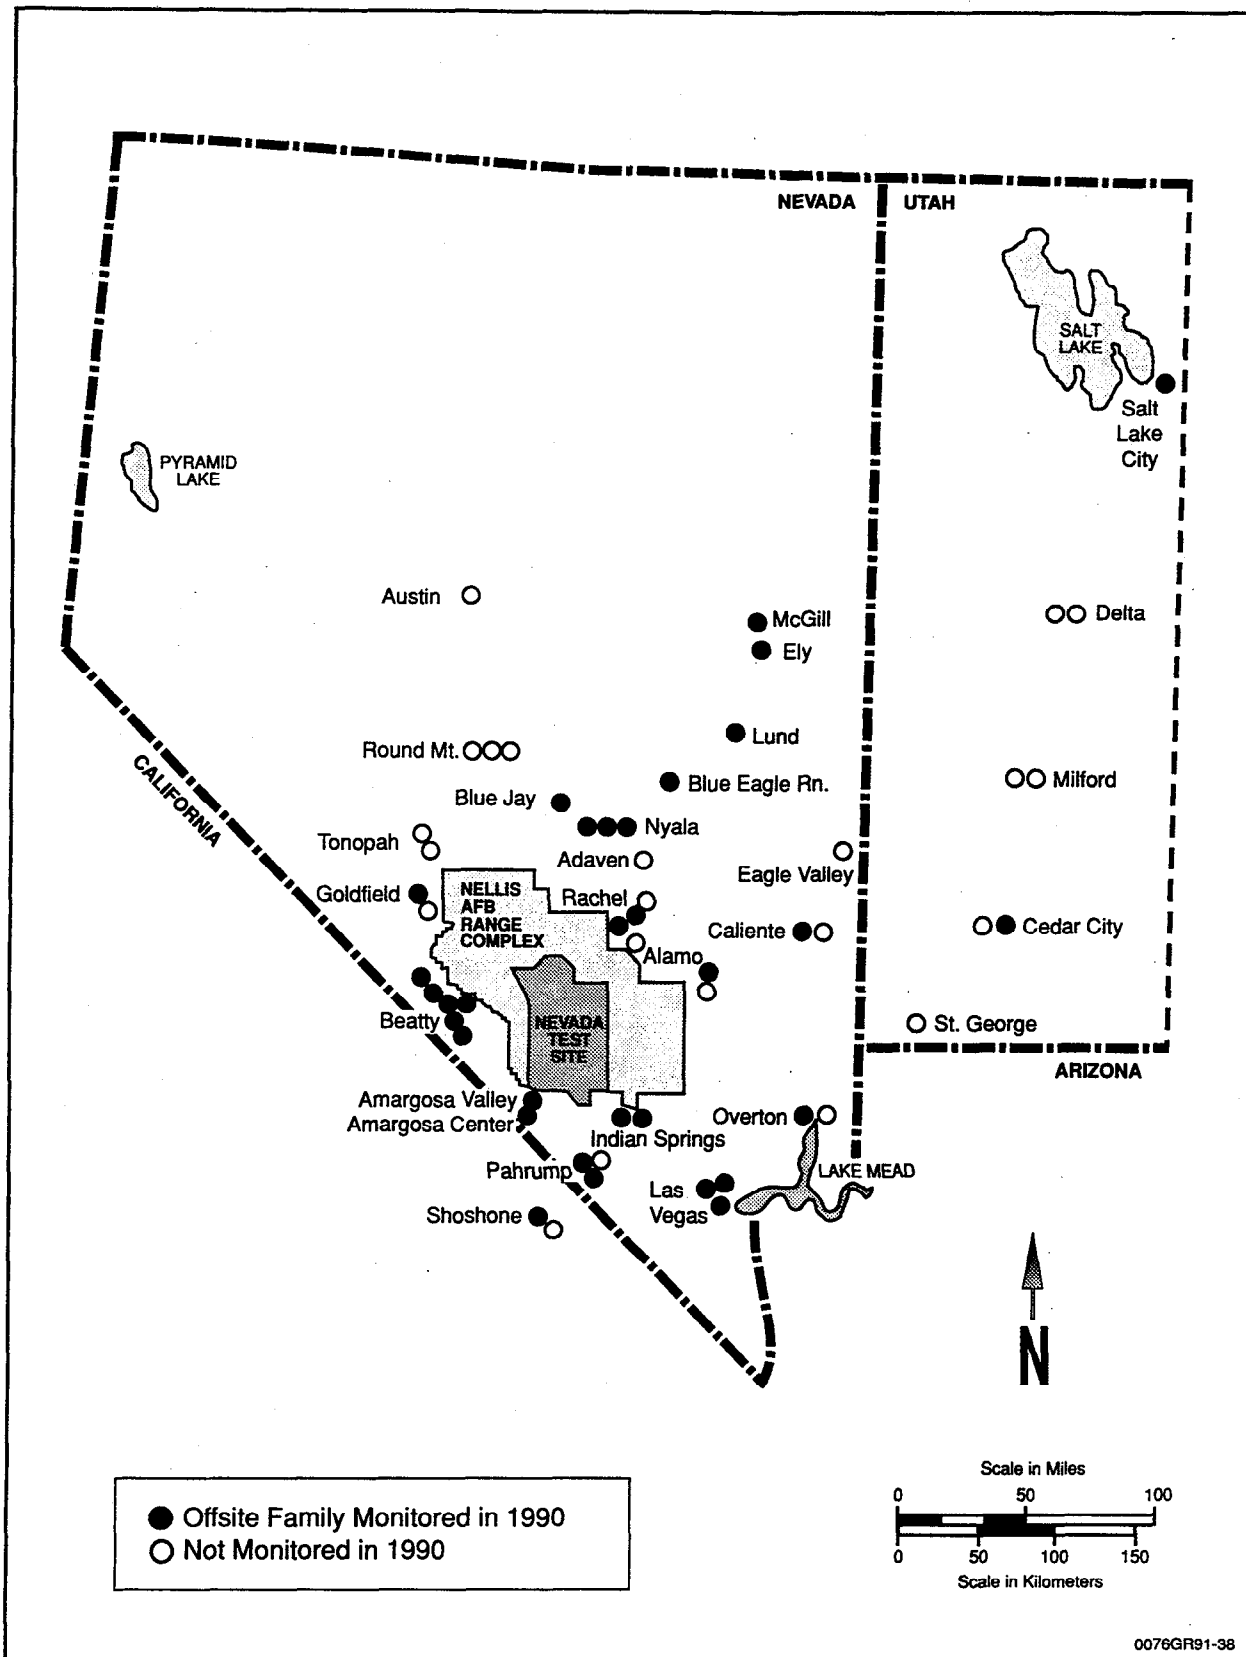 NEVADA
UTAH
SALT
LAKE
Salt
Lake
City
PYRAMID
LAKE
Austin
McGill
Ely
Delta
Lund
Round Mt.
CALIFORNIA
Blue Eagle Rn.
Milford
Blue Jay
Nyala
Tonopah
Adaven
Eagle Valley
Goldfield
NELLIS
AFB
RANGE
COMPLEX
Rachel
Caliente
Cedar City
Alamo
Beatty
NEVADA
TEST
SITE
St. George
ARIZONA
Amargosa Valley
Amargosa Center
Overton
Indian Springs
Pahrump
LAKE MEAD
Las
Vegas
Shoshone
N
Scale in Miles
0 50 100
0 50 100 150
Scale in Kilometers
Offsite Family Monitored in 1990
Not Monitored in 1990
0076GR91-38